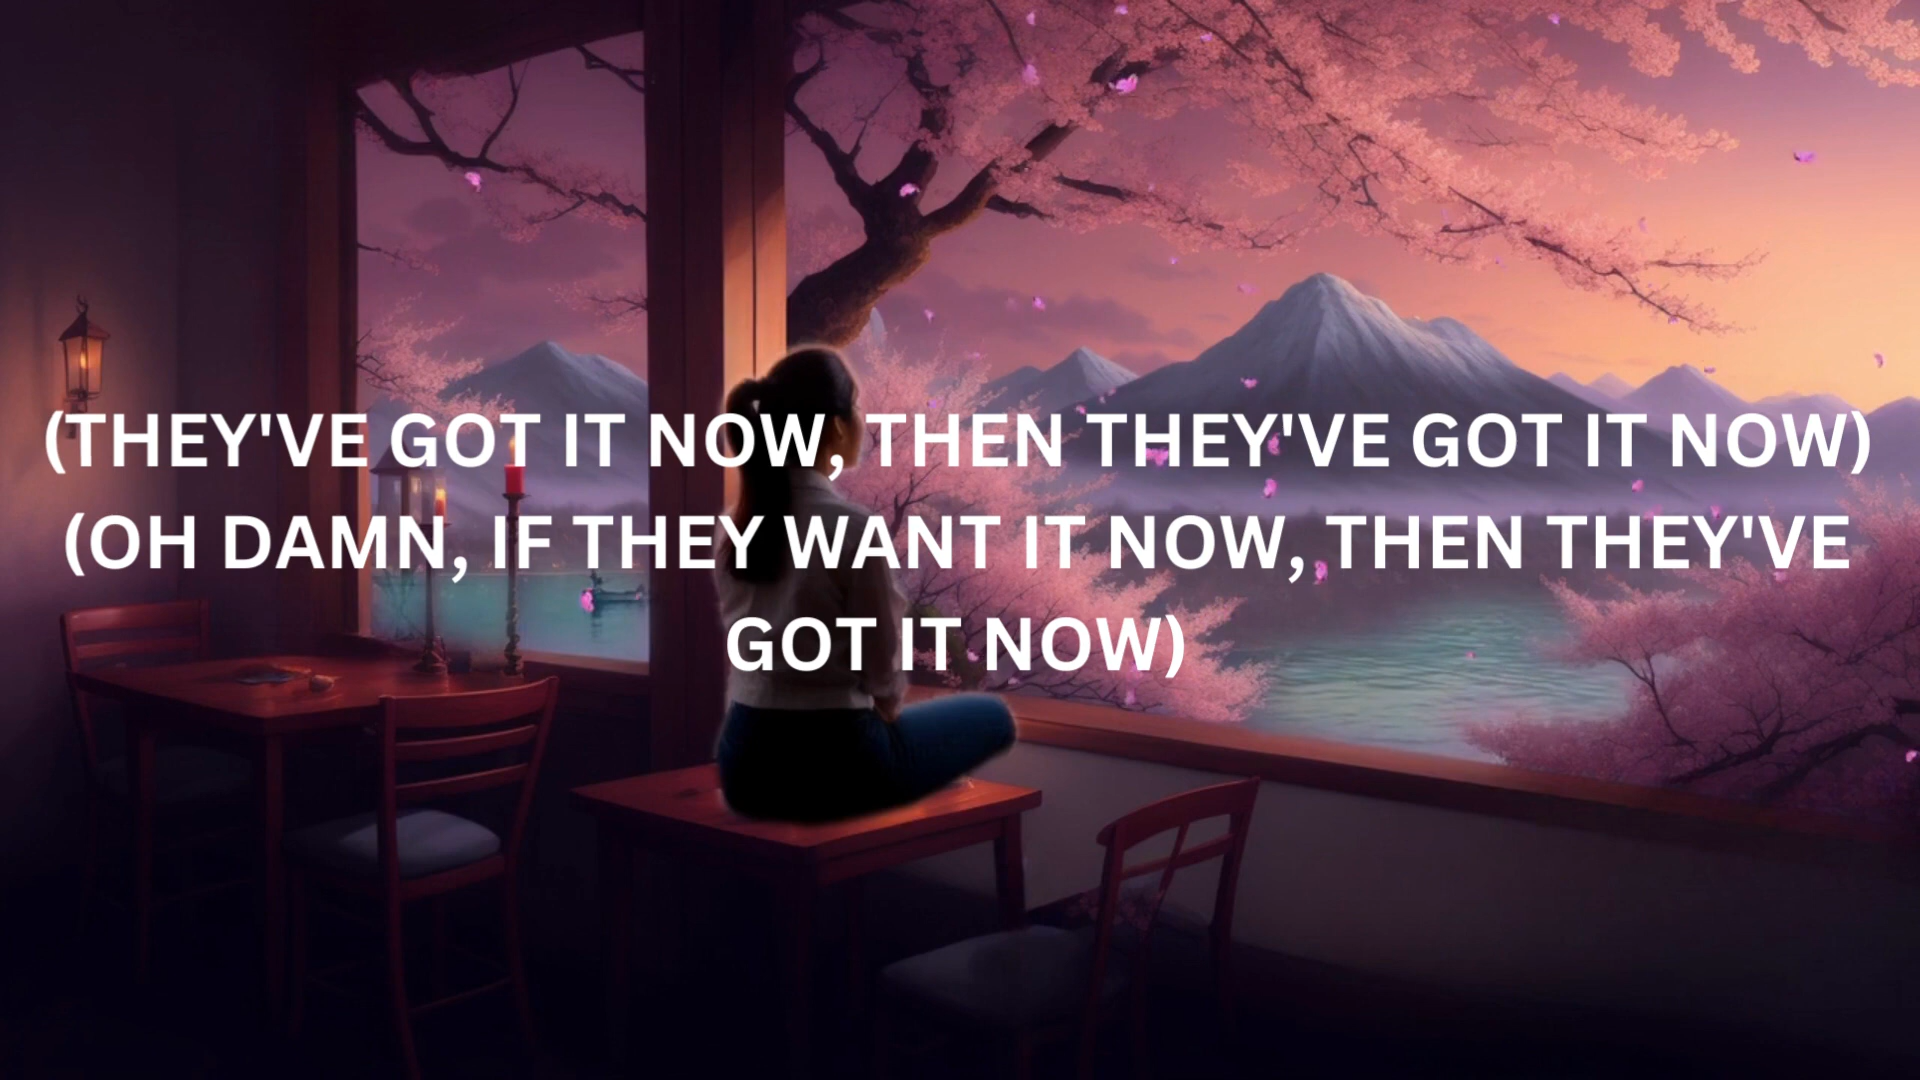 (THEY'VE GOT IT NOW, THEN THEY'VE GOT IT NOW)
(OH DAMN, IF THEY WANT IT NOW, THEN THEY'VE
GOT IT NOW)